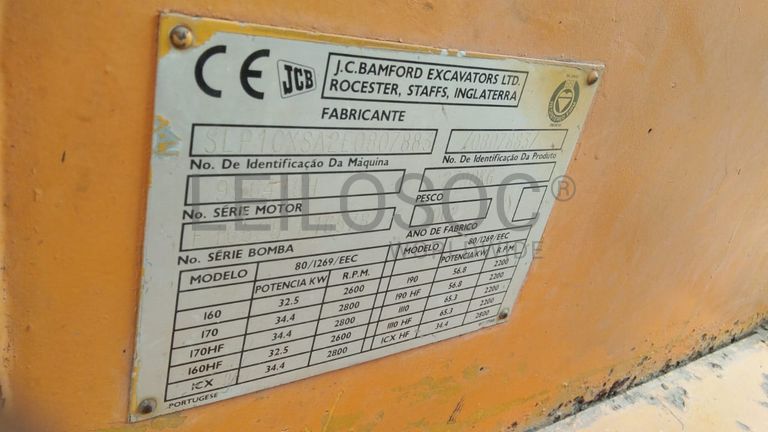 CE JCB J.C.BAMFORD EXCAVATORS LTD.
ROCESTER, STAFFS, INGLATERRA
FABRICANTE
No. De Identificação Da Máquina
No. De Identificação Da Produto
No. SÉRIE MOTOR
PESCO
No. SÉRIE BOMBA
ANO DE FABRICO
MODELO 80/1269/EEC
POTENCIA KW R.P.M.
160 32.5 2600
170 34.4 2800
170HF 34.4 2800
160HF 32.5 2600
ICX 34.4 2800
MODELO 80/1269/EEC
POTENCIA KW R.P.M.
190 56.8 2200
190 HF 56.8 2200
1110 65.3 2200
1110 HF 65.3 2200
ICX HF 34.4 2800
PORTUGESE
LEILOSOC®
WORLDWIDE